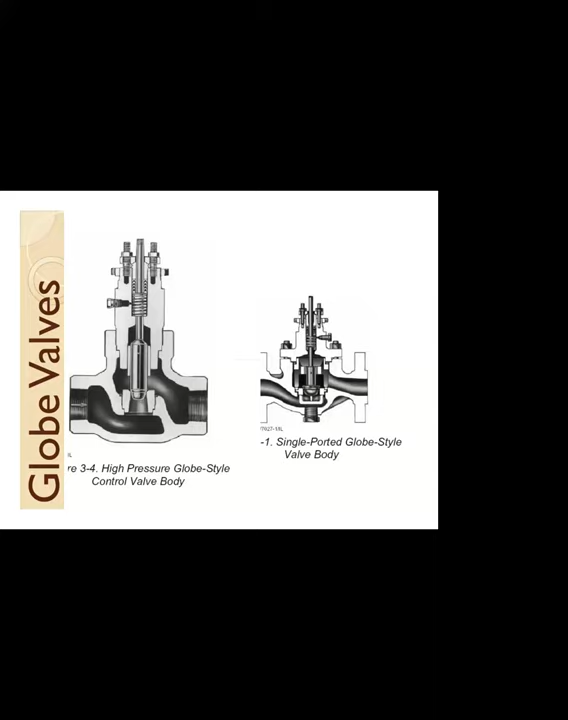 Globe Valves
re 3-4. High Pressure Globe-Style
Control Valve Body
-1. Single-Ported Globe-Style
Valve Body